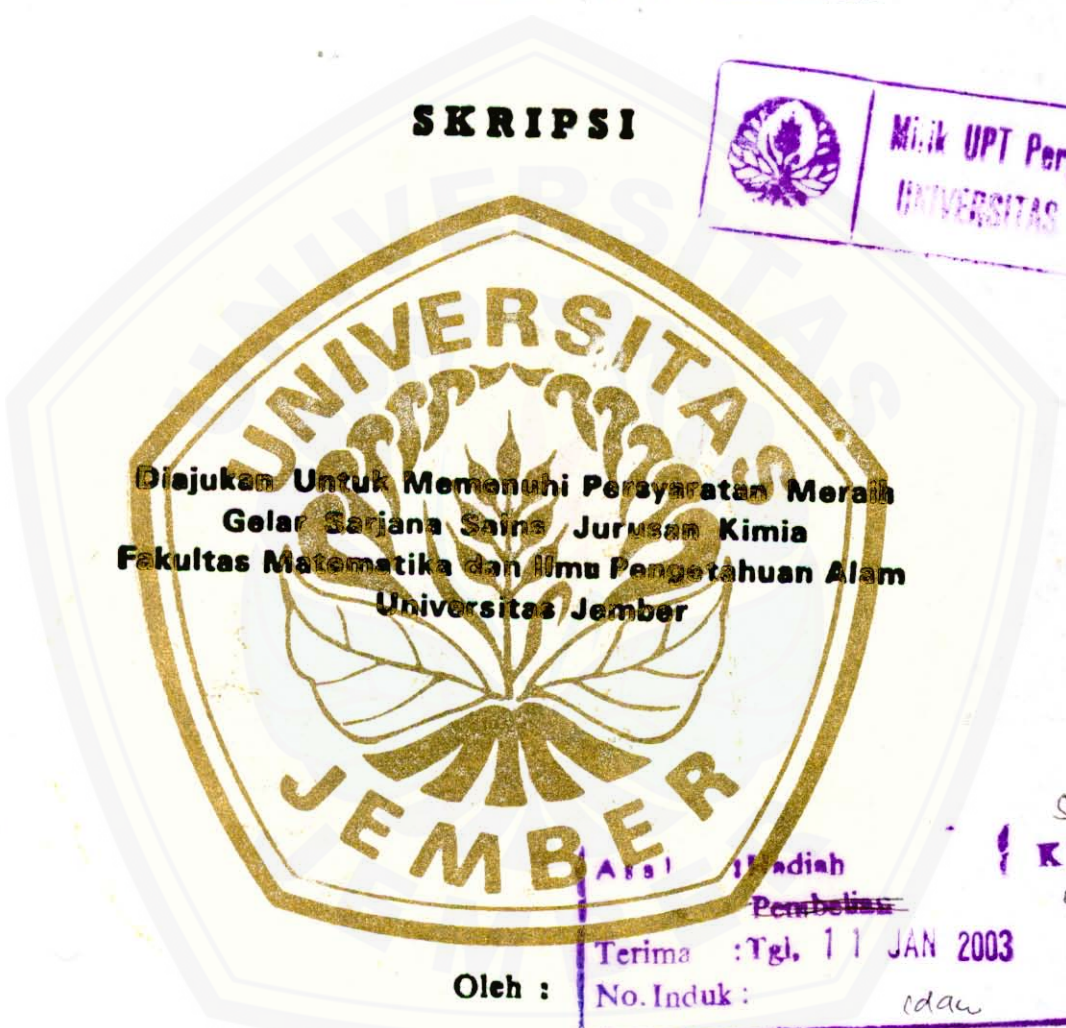 SKRIPSI
Milik UPT
UNIVERSITAS
UNIVERSITAS
Diajukan Untuk Memenuhi Persyaratan Meraih
Gelar Sarjana Sains Jurusan Kimia
Fakultas Matematika dan Ilmu Pengetahuan Alam
Universitas Jember
JEMBER
Asal : Hadiah
Pembelian
Terima : Tgl. 11 JAN 2003
No. Induk :
Oleh :